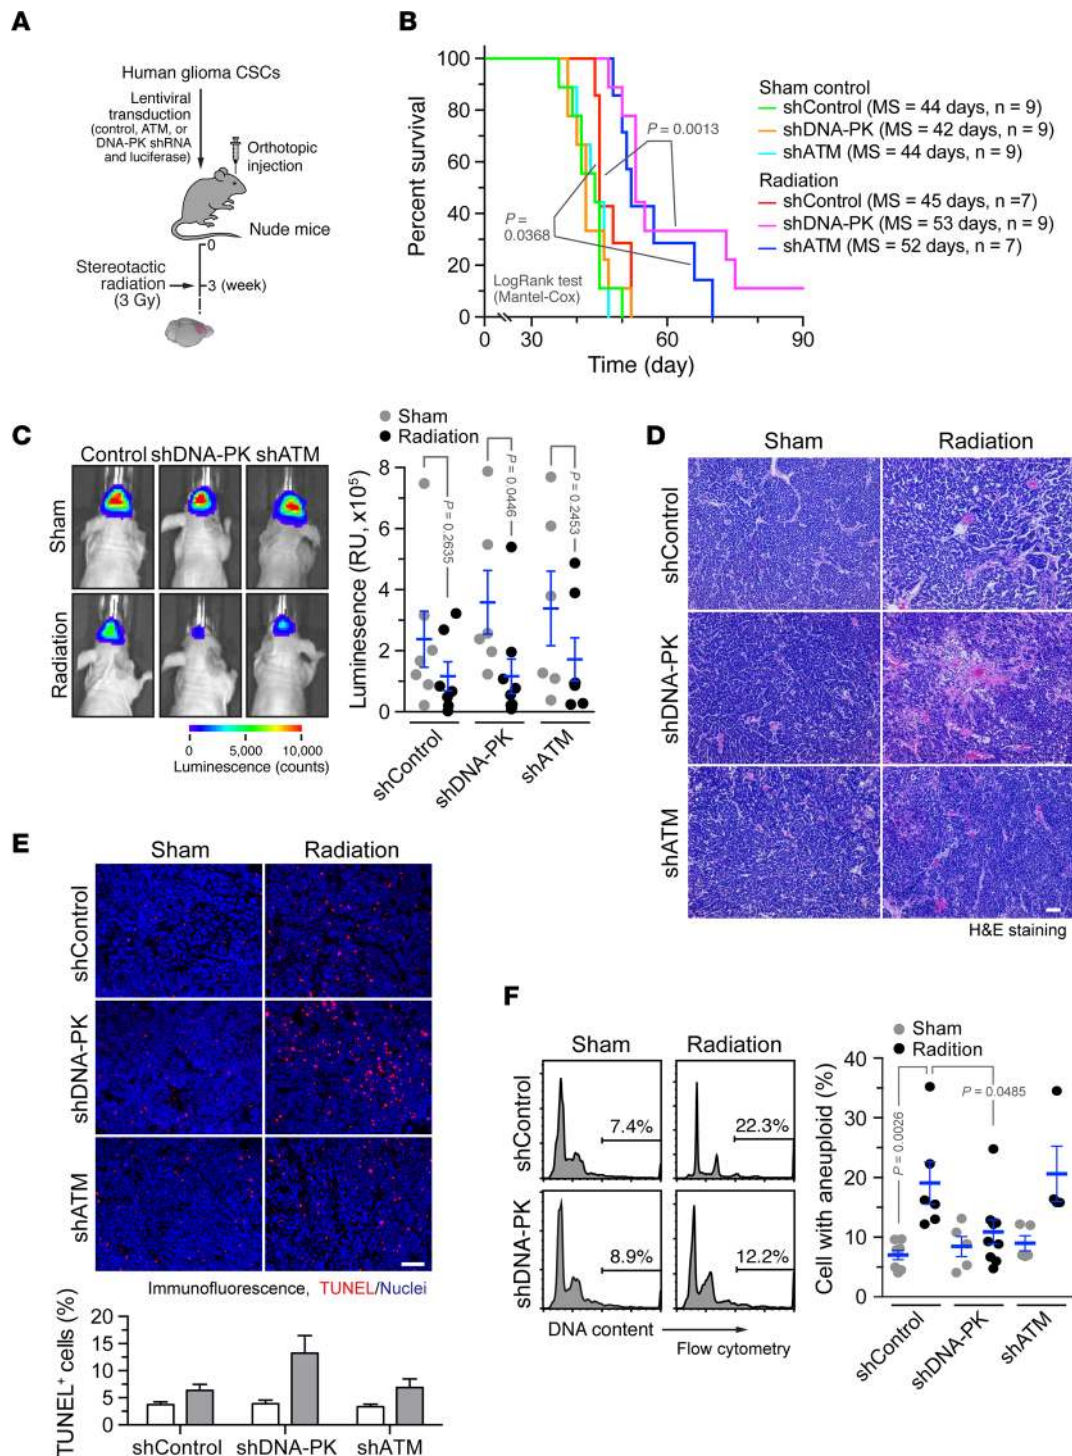 A
Human glioma CSCs
Lentiviral
transduction
(control, ATM, or
DNA-PK shRNA
and luciferase)
Orthotopic
injection
Nude mice
0
Stereotactic
radiation
(3 Gy)
3 (week)
B
Percent survival
100
80
60
40
20
0
P = 0.0013
P =
0.0368
LogRank test
(Mantel-Cox)
0 30 60 90
Time (day)
Sham control
shControl (MS = 44 days, n = 9)
shDNA-PK (MS = 42 days, n = 9)
shATM (MS = 44 days, n = 9)
Radiation
shControl (MS = 45 days, n =7)
shDNA-PK (MS = 53 days, n = 9)
shATM (MS = 52 days, n = 7)
C
Control shDNA-PK shATM
Sham
Radiation
0 5,000 10,000
Luminescence (counts)
Sham
Radiation
Luminescence (RU, x10⁵)
8
6
4
2
0
P = 0.2635
P = 0.0446
P = 0.2453
shControl
shDNA-PK
shATM
D
Sham Radiation
shControl
shDNA-PK
shATM
H&E staining
E
Sham Radiation
shControl
shDNA-PK
shATM
Immunofluorescence, TUNEL/Nuclei
TUNEL⁺ cells (%)
20
15
10
5
0
shControl shDNA-PK shATM
F
Sham Radiation
shControl
7.4%
22.3%
shDNA-PK
8.9%
12.2%
DNA content
Flow cytometry
Sham
Radition
Cell with aneuploid (%)
40
30
20
10
0
P = 0.0026
P = 0.0485
shControl
shDNA-PK
shATM